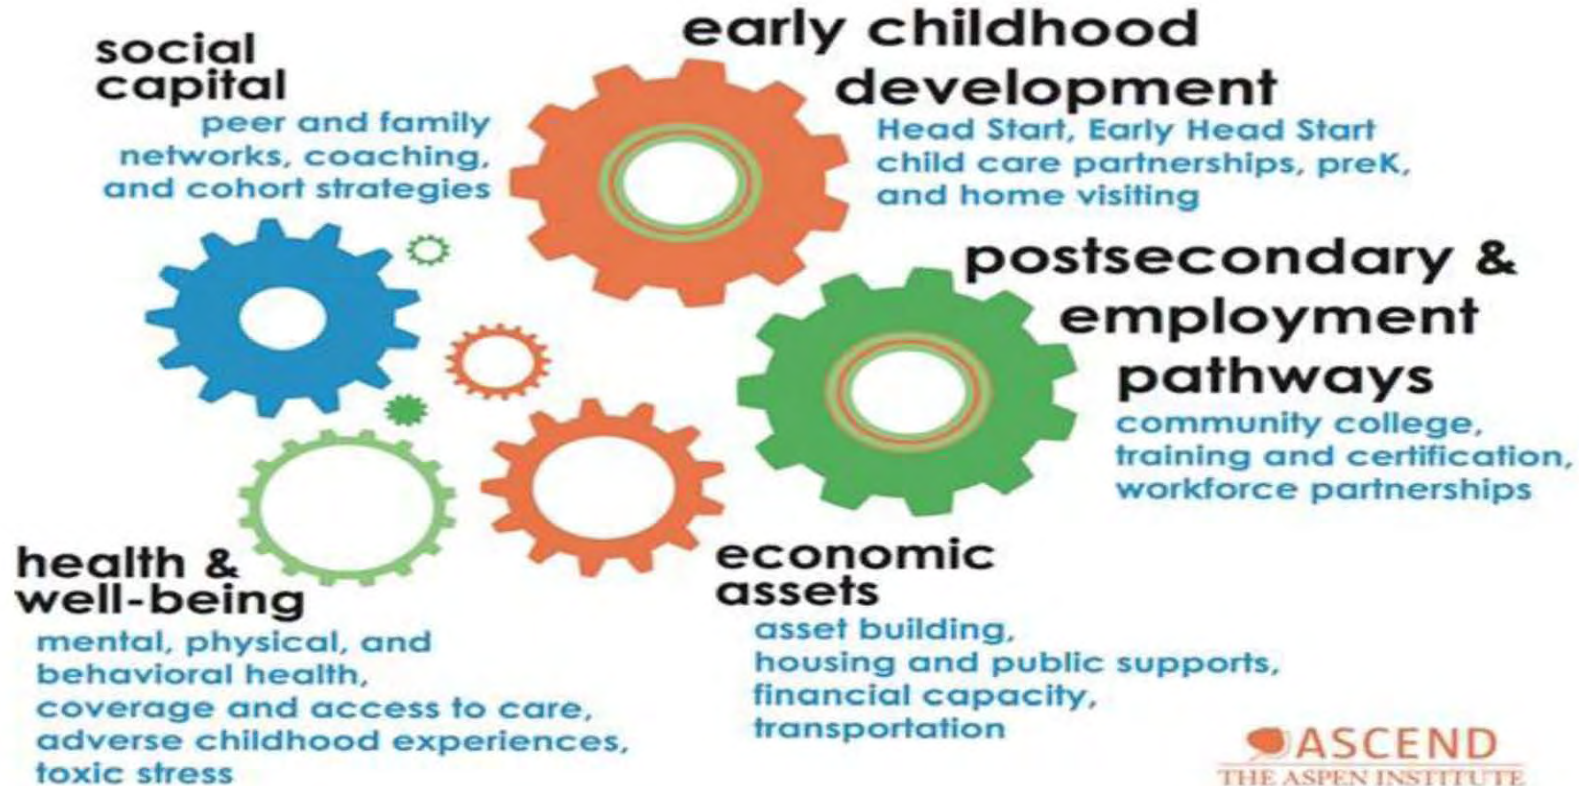 social
capital
peer and family
networks, coaching,
and cohort strategies
early childhood
development
Head Start, Early Head Start
child care partnerships, preK,
and home visiting
postsecondary &
employment
pathways
community college,
training and certification,
workforce partnerships
health &
well-being
mental, physical, and
behavioral health,
coverage and access to care,
adverse childhood experiences,
toxic stress
economic
assets
asset building,
housing and public supports,
financial capacity,
transportation
ASCEND
THE ASPEN INSTITUTE